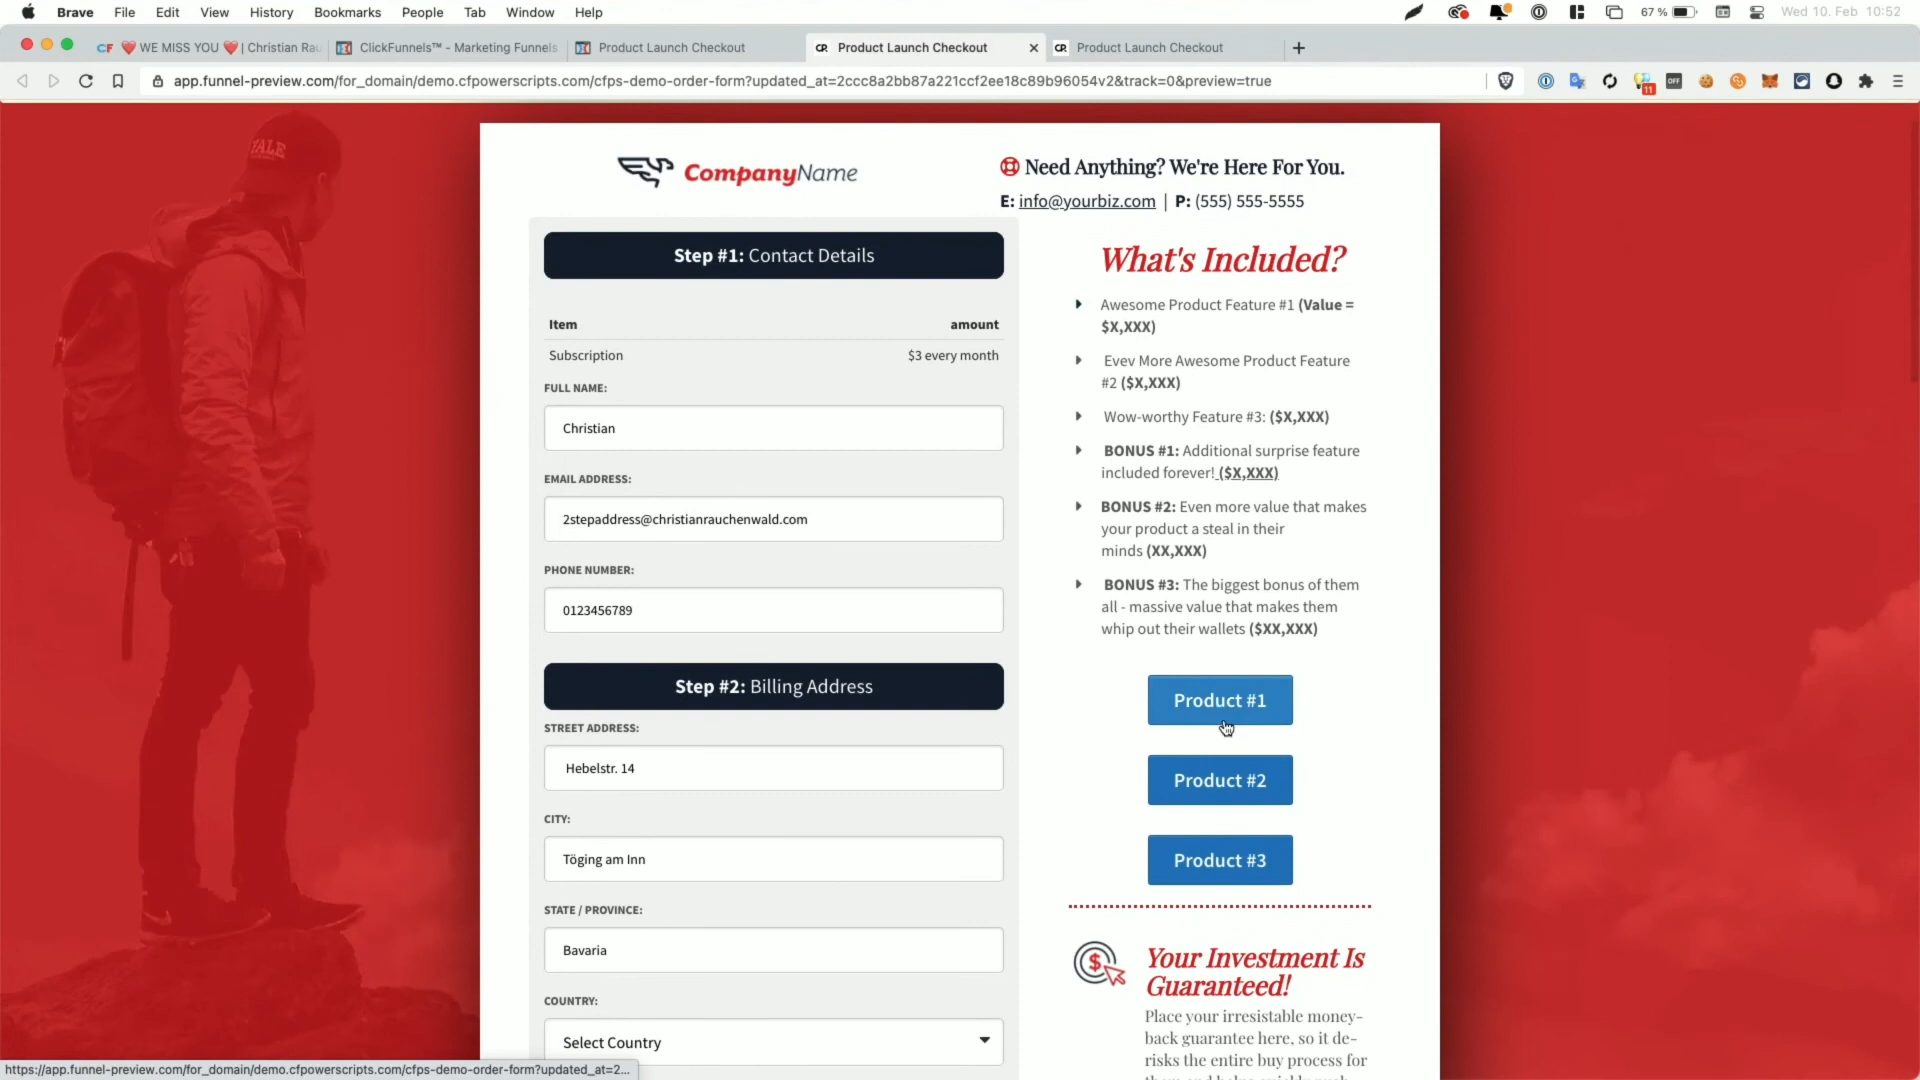 Brave File Edit View History Bookmarks People Tab Window Help 67 % Wed 10. Feb 10:52
CF ❤️ WE MISS YOU ❤️ | Christian Rau
ClickFunnels™ - Marketing Funnels
Product Launch Checkout
CP. Product Launch Checkout
CP. Product Launch Checkout
app.funnel-preview.com/for_domain/demo.cfpowerscripts.com/cfps-demo-order-form?updated_at=2ccc8a2bb87a221ccf2ee18c89b96054v2&track=0&preview=true
11
OFF
CompanyName
Need Anything? We're Here For You.
E: info@yourbiz.com | P: (555) 555-5555
Step #1: Contact Details
Item amount
Subscription $3 every month
FULL NAME:
Christian
EMAIL ADDRESS:
2stepaddress@christianrauchenwald.com
PHONE NUMBER:
0123456789
Step #2: Billing Address
STREET ADDRESS:
Hebelstr. 14
CITY:
Töging am Inn
STATE / PROVINCE:
Bavaria
COUNTRY:
Select Country
What's Included?
Awesome Product Feature #1 (Value =
$X,XXX)
Evev More Awesome Product Feature
#2 ($X,XXX)
Wow-worthy Feature #3: ($X,XXX)
BONUS #1: Additional surprise feature
included forever! ($X,XXX)
BONUS #2: Even more value that makes
your product a steal in their
minds (XX,XXX)
BONUS #3: The biggest bonus of them
all - massive value that makes them
whip out their wallets ($XX,XXX)
Product #1
Product #2
Product #3
Your Investment Is
Guaranteed!
Place your irresistable money-
back guarantee here, so it de-
risks the entire buy process for
YALE
https://app.funnel-preview.com/for_domain/demo.cfpowerscripts.com/cfps-demo-order-form?updated_at=2...